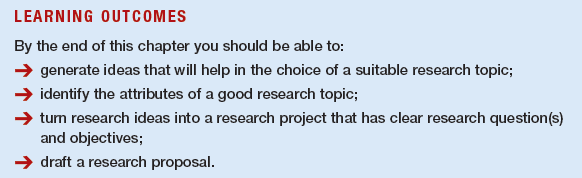 LEARNING OUTCOMES
By the end of this chapter you should be able to:
➔ generate ideas that will help in the choice of a suitable research topic;
➔ identify the attributes of a good research topic;
➔ turn research ideas into a research project that has clear research question(s)
and objectives;
➔ draft a research proposal.